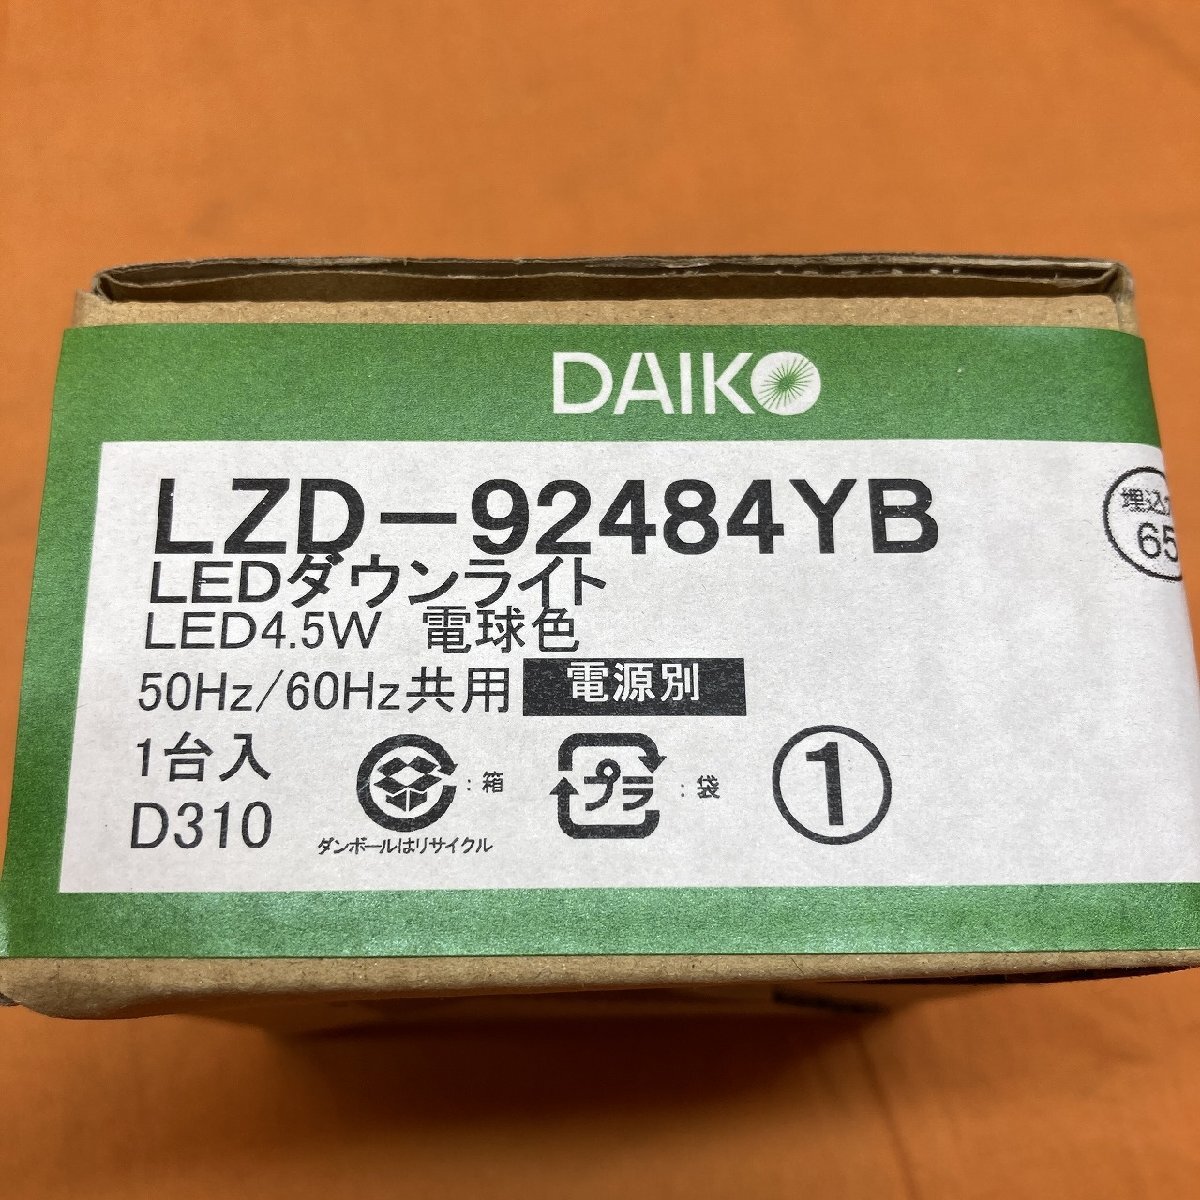 DAIKO
LZD-92484YB
埋込
65
LEDダウンライト
LED4.5W 電球色
50Hz/60Hz共用 電源別
1台入
D310
:箱
ダンボールはリサイクル
プラ
:袋
1